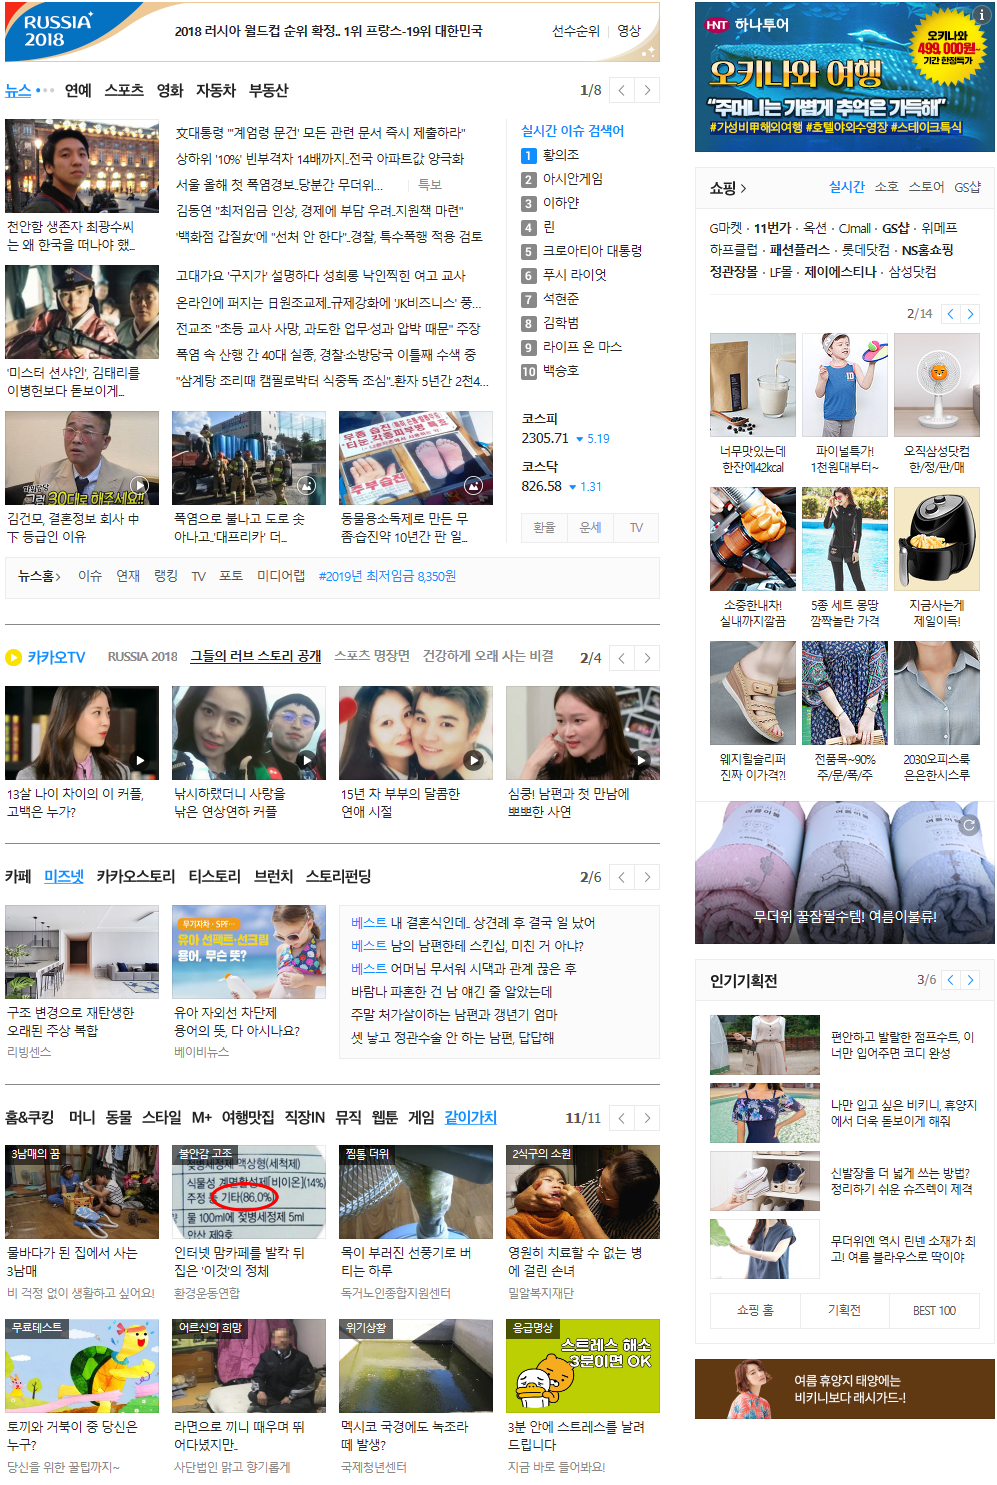 RUSSIA
2018
2018 러시아 월드컵 순위 확정.. 1위 프랑스-19위 대한민국
선수순위
영상
뉴스 연예 스포츠 영화 자동차 부동산
1/8
文대통령 "'계엄령 문건' 모든 관련 문서 즉시 제출하라"
상하위 '10%' 빈부격차 14배까지..전국 아파트값 양극화
서울 올해 첫 폭염경보..당분간 무더위... 특보
김동연 "최저임금 인상, 경제에 부담 우려..지원책 마련"
'백화점 갑질女'에 "선처 안 한다"..경찰, 특수폭행 적용 검토
천안함 생존자 최광수씨
는 왜 한국을 떠나야 했...
고대가요 '구지가' 설명하다 성희롱 낙인찍힌 여고 교사
온라인에 퍼지는 日원조교제..규제강화에 'JK비즈니스' 풍...
전교조 "초등 교사 사망, 과도한 업무성과 압박 때문" 주장
폭염 속 산행 간 40대 실종, 경찰·소방당국 이틀째 수색 중
"삼계탕 조리때 캠필로박터 식중독 조심"..환자 5년간 2천4...
'미스터 션샤인', 김태리를
이병헌보다 돋보이게...
그럼 30대로 해주세요!!
김건모, 결혼정보 회사 中
下 등급인 이유
폭염으로 불나고 도로 솟
아나고..'대프리카' 더...
동물용소독제로 만든 무
좀·습진약 10년간 판 일...
실시간 이슈 검색어
1 황의조
2 아시안게임
3 이하얀
4 린
5 크로아티아 대통령
6 푸시 라이엇
7 석현준
8 김학범
9 라이프 온 마스
10 백승호
코스피
2305.71 5.19
코스닥
826.58 1.31
환율 운세 TV
뉴스홈 이슈 연재 랭킹 TV 포토 미디어랩 #2019년 최저임금 8,350원
카카오TV RUSSIA 2018 그들의 러브 스토리 공개 스포츠 명장면 건강하게 오래 사는 비결
2/4
13살 나이 차이의 이 커플,
고백은 누가?
낚시하랬더니 사랑을
낚은 연상연하 커플
15년 차 부부의 달콤한
연애 시절
심쿵! 남편과 첫 만남에
뽀뽀한 사연
카페 미즈넷 카카오스토리 티스토리 브런치 스토리펀딩
2/6
구조 변경으로 재탄생한
오래된 주상 복합
리빙센스
무기자차 · SPF···
유아 선택트·선크림
용어, 무슨 뜻?
유아 자외선 차단제
용어의 뜻, 다 아시나요?
베이비뉴스
베스트 내 결혼식인데.. 상견례 후 결국 일 났어
베스트 남의 남편한테 스킨십, 미친 거 아냐?
베스트 어머님 무서워 시댁과 관계 끊은 후
바람나 파혼한 건 남 얘긴 줄 알았는데
주말 처가살이하는 남편과 갱년기 엄마
셋 낳고 정관수술 안 하는 남편, 답답해
홈&쿠킹 머니 동물 스타일 M+ 여행맛집 직장IN 뮤직 웹툰 게임 같이가치
11/11
3남매의 꿈
물바다가 된 집에서 사는
3남매
비 걱정 없이 생활하고 싶어요!
불안감 고조
식물성 계면활성제[비이온](14%)
기타(86.0%)
물 100ml에 젖병세정제 5ml
인터넷 맘카페를 발칵 뒤
집은 '이것'의 정체
환경운동연합
찜통 더위
목이 부러진 선풍기로 버
티는 하루
독거노인종합지원센터
2식구의 소원
영원히 치료할 수 없는 병
에 걸린 손녀
밀알복지재단
무료테스트
토끼와 거북이 중 당신은
누구?
당신을 위한 꿀팁까지~
어르신의 희망
라면으로 끼니 때우며 뛰
어다녔지만..
사단법인 맑고 향기롭게
위기상황
멕시코 국경에도 녹조라
떼 발생?
국제청년센터
응급명상
스트레스 해소
3분이면 OK
3분 안에 스트레스를 날려
드립니다
지금 바로 들어봐요!
HNT 하나투어
오키나와
499,000원~
기간 한정특가
오키나와 여행
"주머니는 가볍게 추억은 가득해"
#가성비甲해외여행 #호텔야외수영장 #스테이크특식
쇼핑 실시간 소호 스토어 GS샵
G마켓 · 11번가 · 옥션 · CJmall · GS샵 · 위메프
하프클럽 · 패션플러스 · 롯데닷컴 · NS홈쇼핑
정관장몰 · LF몰 · 제이에스티나 · 삼성닷컴
2/14
너무맛있는데
한잔에42kcal
파이널특가!
1천원대부터~
오직삼성닷컴
한/정/판/매
소중한내차!
실내까지깔끔
5종 세트 몽땅
깜짝놀란 가격
지금사는게
제일이득!
웨지힐슬리퍼
진짜 이가격?!
전품목~90%
주/문/폭/주
2030오피스룩
은은한시스루
무더위 꿀잠필수템! 여름이불류!
인기기획전
3/6
편안하고 발랄한 점프수트, 이
너만 입어주면 코디 완성
나만 입고 싶은 비키니, 휴양지
에서 더욱 돋보이게 해줘
신발장을 더 넓게 쓰는 방법?
정리하기 쉬운 슈즈렉이 제격
무더위엔 역시 린넨 소재가 최
고! 여름 블라우스로 딱이야
쇼핑 홈 기획전 BEST 100
여름 휴양지 태양에는
비키니보다 래시가드-!